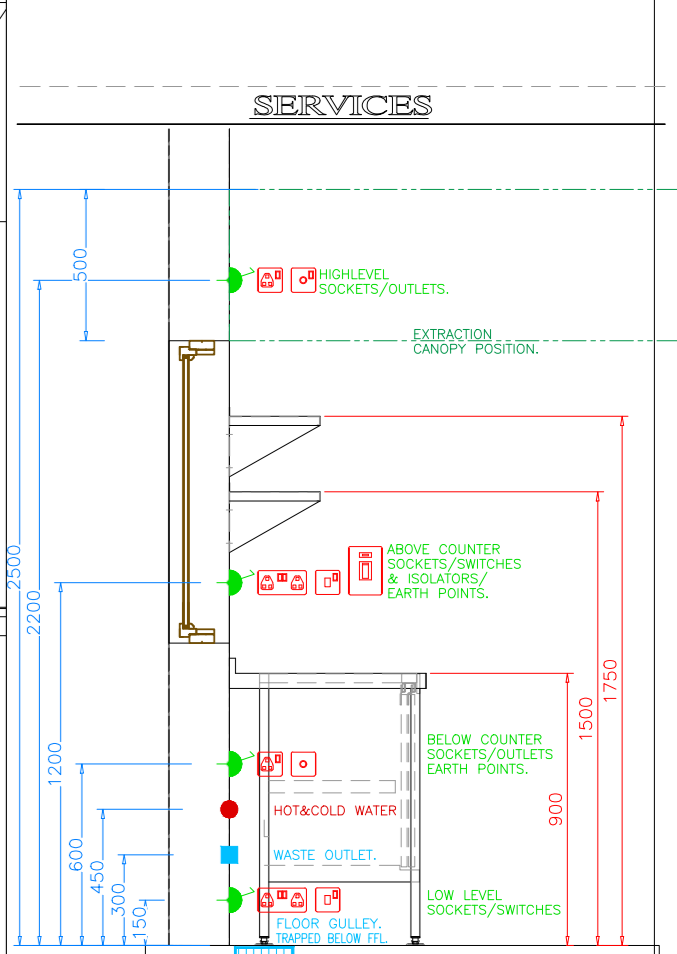 SERVICES
500
HIGHLEVEL
SOCKETS/OUTLETS.
EXTRACTION
CANOPY POSITION.
2500
2200
ABOVE COUNTER
SOCKETS/SWITCHES
& ISOLATORS/
EARTH POINTS.
1750
1500
1200
BELOW COUNTER
SOCKETS/OUTLETS
EARTH POINTS.
900
HOT&COLD WATER
600
450
WASTE OUTLET.
300
150
LOW LEVEL
SOCKETS/SWITCHES
FLOOR GULLEY.
TRAPPED BELOW FFL.